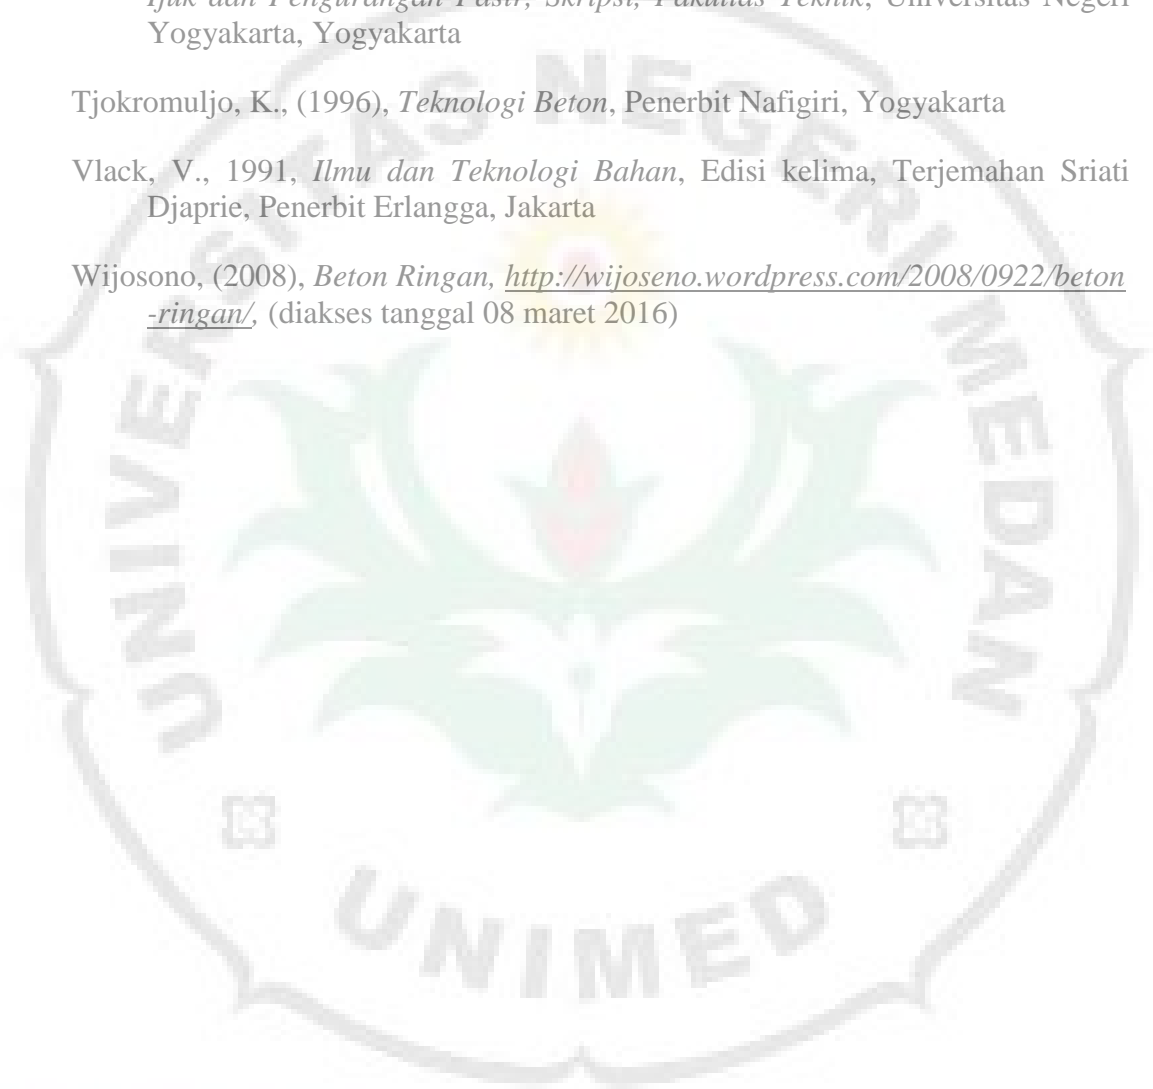 Ijuk dan Pengurangan Pasir, Skripsi, Fakultas Teknik, Universitas Negeri
Yogyakarta, Yogyakarta
Tjokromuljo, K., (1996), Teknologi Beton, Penerbit Nafigiri, Yogyakarta
Vlack, V., 1991, Ilmu dan Teknologi Bahan, Edisi kelima, Terjemahan Sriati
Djaprie, Penerbit Erlangga, Jakarta
Wijosono, (2008), Beton Ringan, http://wijoseno.wordpress.com/2008/0922/beton
-ringan/, (diakses tanggal 08 maret 2016)
UNIVERSITAS NEGERI MEDAN
UNIMED